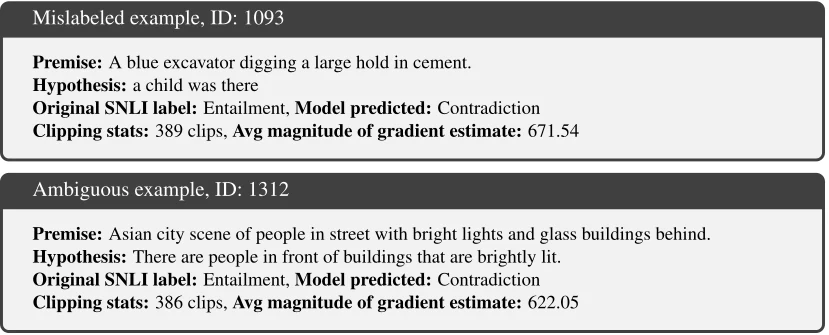 Mislabeled example, ID: 1093
Premise: A blue excavator digging a large hold in cement.
Hypothesis: a child was there
Original SNLI label: Entailment, Model predicted: Contradiction
Clipping stats: 389 clips, Avg magnitude of gradient estimate: 671.54
Ambiguous example, ID: 1312
Premise: Asian city scene of people in street with bright lights and glass buildings behind.
Hypothesis: There are people in front of buildings that are brightly lit.
Original SNLI label: Entailment, Model predicted: Contradiction
Clipping stats: 386 clips, Avg magnitude of gradient estimate: 622.05